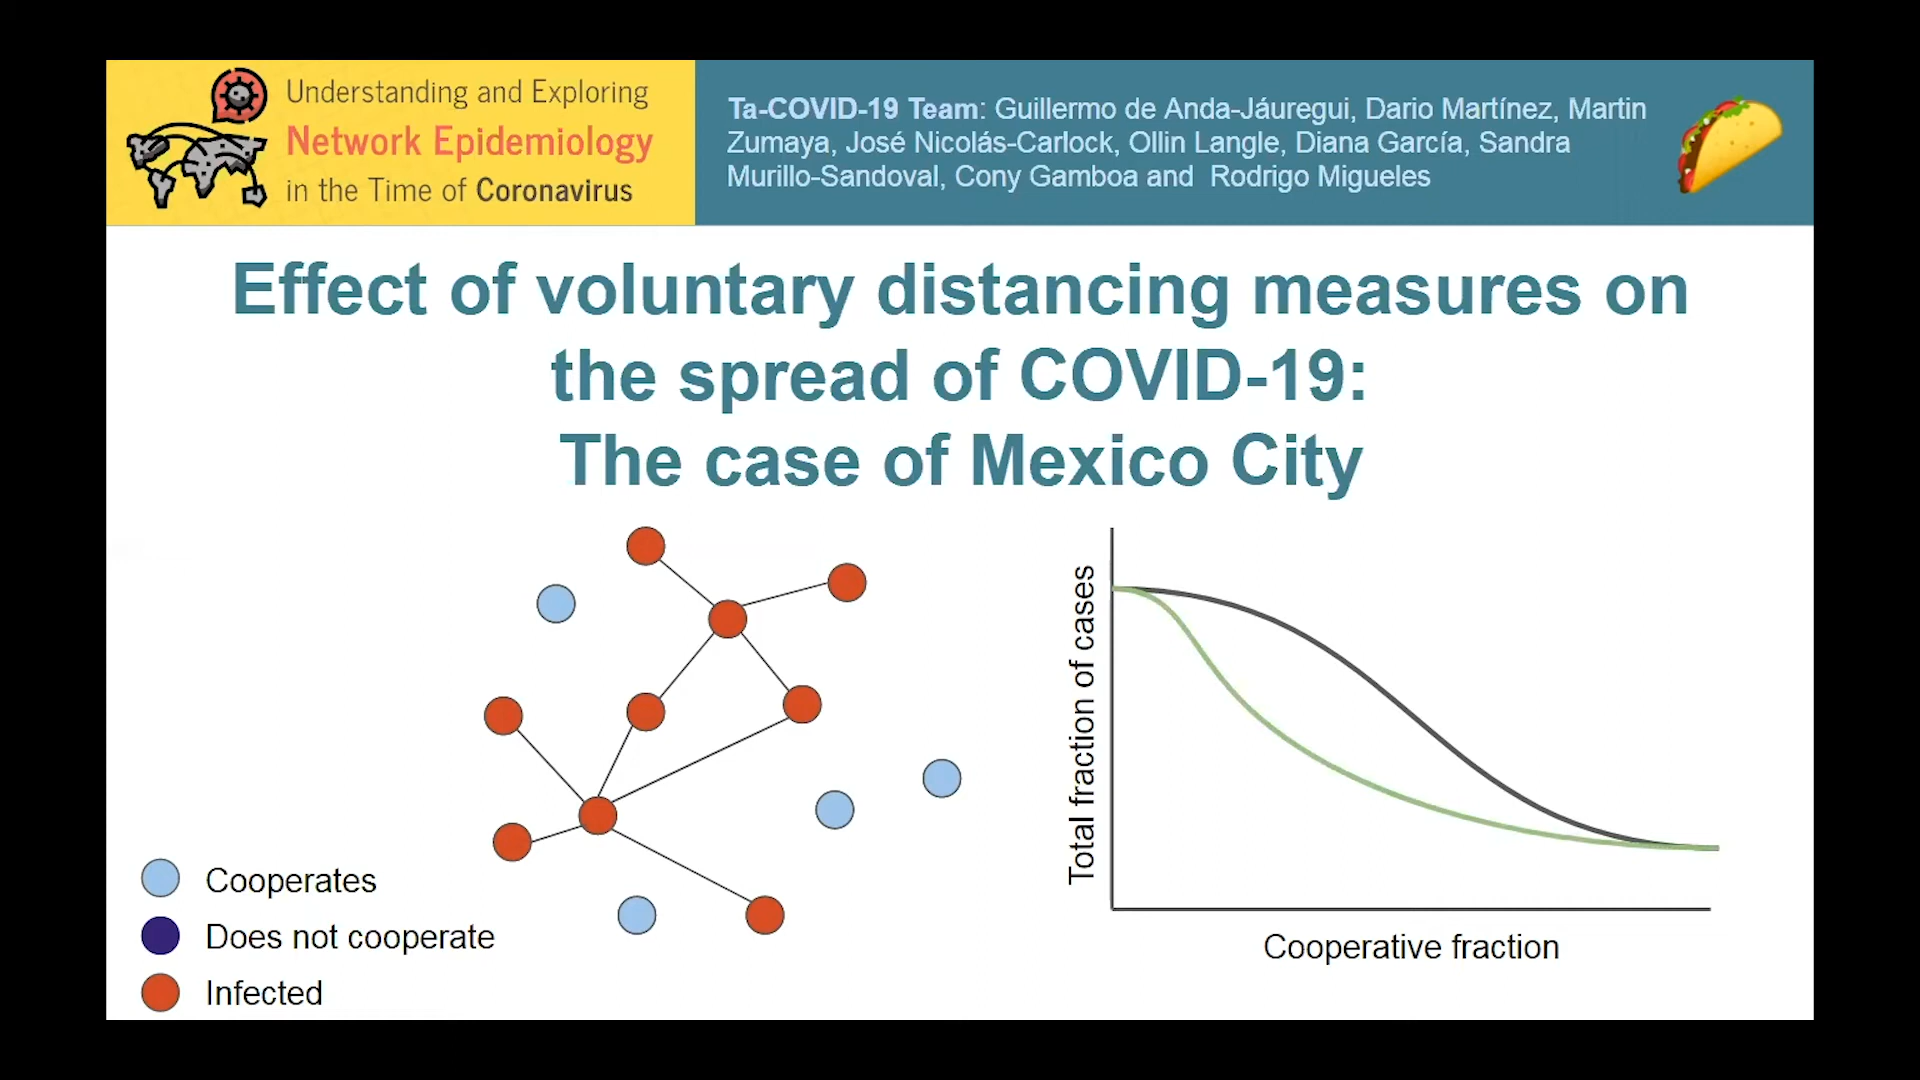 Understanding and Exploring
Network Epidemiology
in the Time of Coronavirus
Ta-COVID-19 Team: Guillermo de Anda-Jáuregui, Dario Martínez, Martin
Zumaya, José Nicolás-Carlock, Ollin Langle, Diana García, Sandra
Murillo-Sandoval, Cony Gamboa and Rodrigo Migueles
Effect of voluntary distancing measures on
the spread of COVID-19:
The case of Mexico City
Cooperates
Does not cooperate
Infected
Total fraction of cases
Cooperative fraction